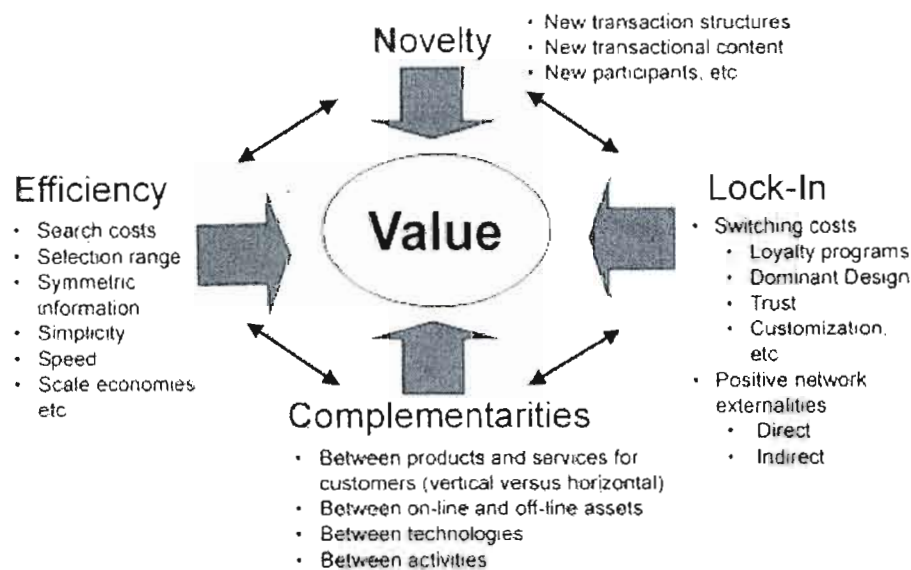 Novelty
• New transaction structures
• New transactional content
• New participants, etc
Efficiency
• Search costs
• Selection range
• Symmetric
information
• Simplicity
• Speed
• Scale economies
etc
Value
Lock-In
• Switching costs
• Loyalty programs
• Dominant Design
• Trust
• Customization,
etc
• Positive network
externalities
• Direct
• Indirect
Complementarities
• Between products and services for
customers (vertical versus horizontal)
• Between on-line and off-line assets
• Between technologies
• Between activities